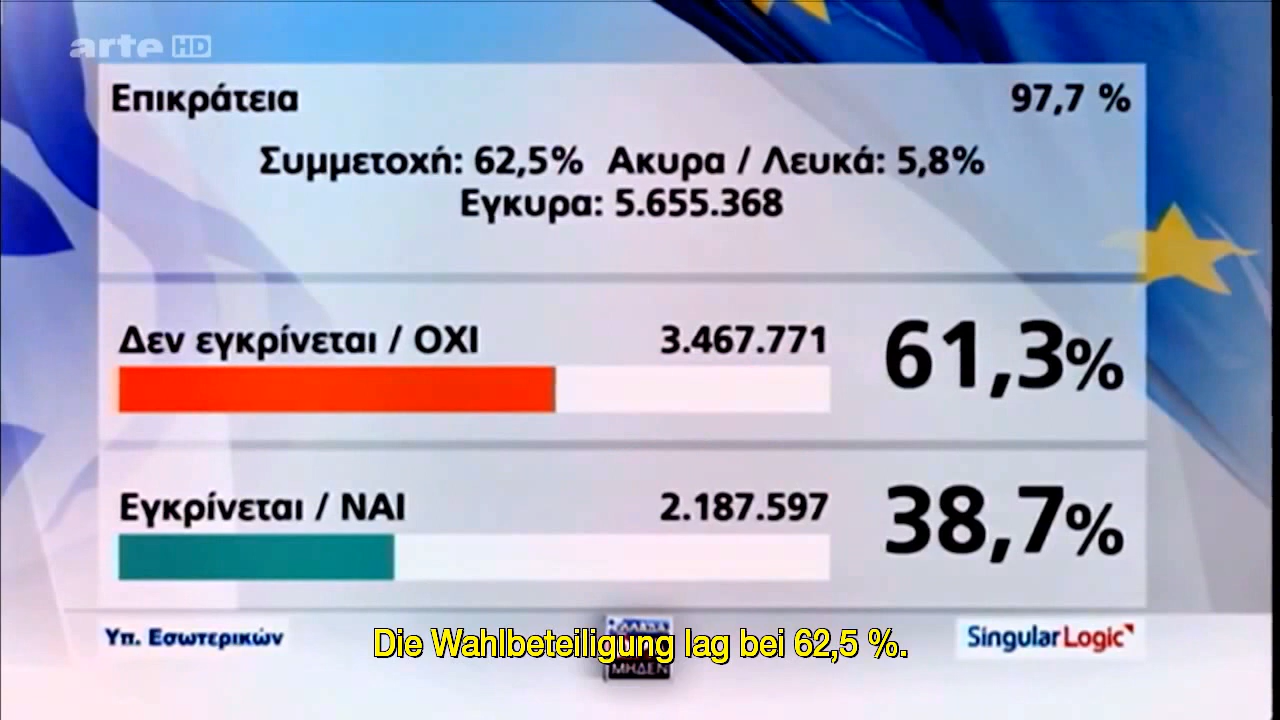 arte HD
Επικράτεια 97,7 %
Συμμετοχή: 62,5% Ακυρα / Λευκά: 5,8%
Εγκυρα: 5.655.368
Δεν εγκρίνεται / ΟΧΙ 3.467.771 61,3%
Εγκρίνεται / ΝΑΙ 2.187.597 38,7%
Υπ. Εσωτερικών SingularLogic
Die Wahlbeteiligung lag bei 62,5 %.
ΜΗΔΕΝ